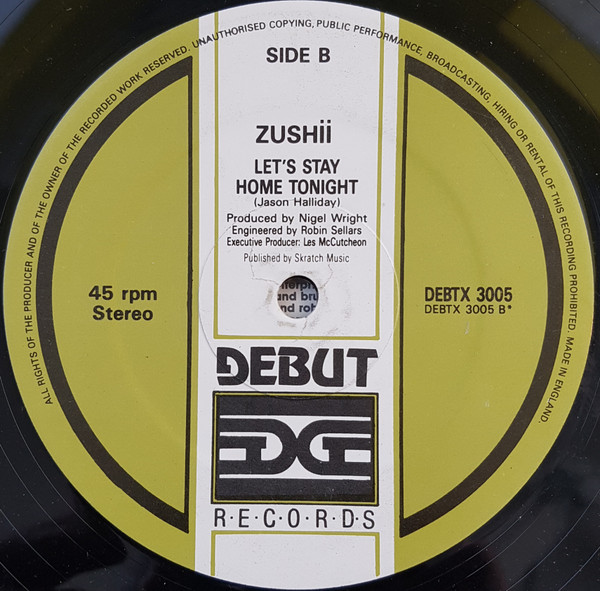 ALL RIGHTS OF THE PRODUCER AND OF THE OWNER OF THE RECORDED WORK RESERVED. UNAUTHORISED COPYING, PUBLIC PERFORMANCE, BROADCASTING, HIRING OR RENTAL OF THIS RECORDING PROHIBITED. MADE IN ENGLAND.
SIDE B
ZUSHii
LET'S STAY
HOME TONIGHT
(Jason Halliday)
Produced by Nigel Wright
Engineered by Robin Sellars
Executive Producer: Les McCutcheon
Published by Skratch Music
45 rpm
Stereo
DEBTX 3005
DEBTX 3005 B*
and bru
DEBUT
R·E·C·O·R·D·S